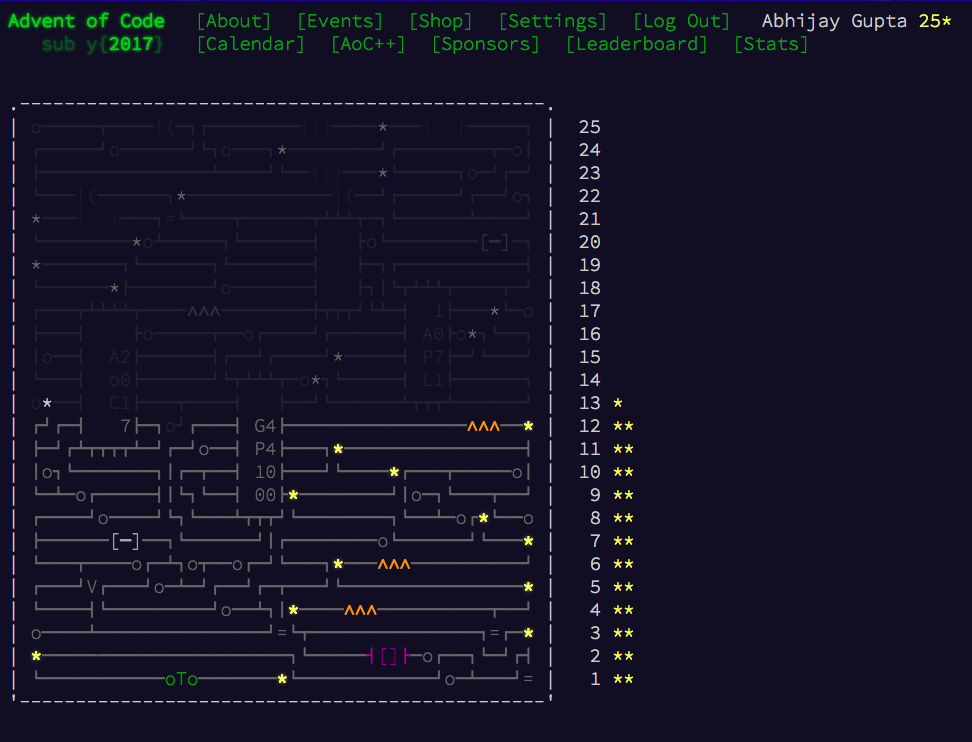 Advent of Code [About] [Events] [Shop] [Settings] [Log Out] Abhijay Gupta 25*
sub y{2017} [Calendar] [AoC++] [Sponsors] [Leaderboard] [Stats]
25
24
23
22
21
20
19
18
^^^ 1 17
A0 16
A2 P7 15
o0 L1 14
C1 13 *
7 G4 ^^^ * 12 **
P4 * 11 **
10 * 10 **
00 * 9 **
* 8 **
[─] * 7 **
* ^^^ 6 **
V * 5 **
* ^^^ 4 **
= = * 3 **
* [] 2 **
oTo * = 1 **